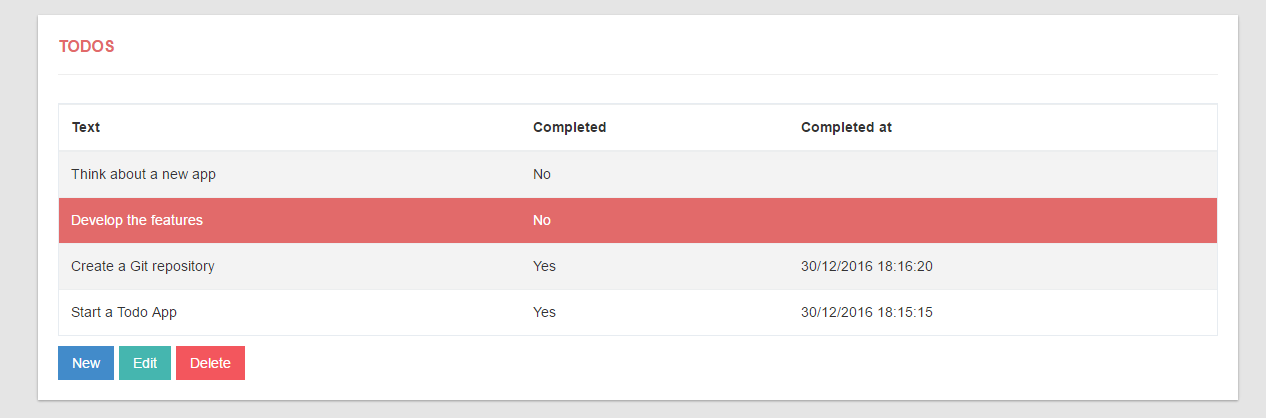 TODOS
Text Completed Completed at
Think about a new app No
Develop the features No
Create a Git repository Yes 30/12/2016 18:16:20
Start a Todo App Yes 30/12/2016 18:15:15
New Edit Delete